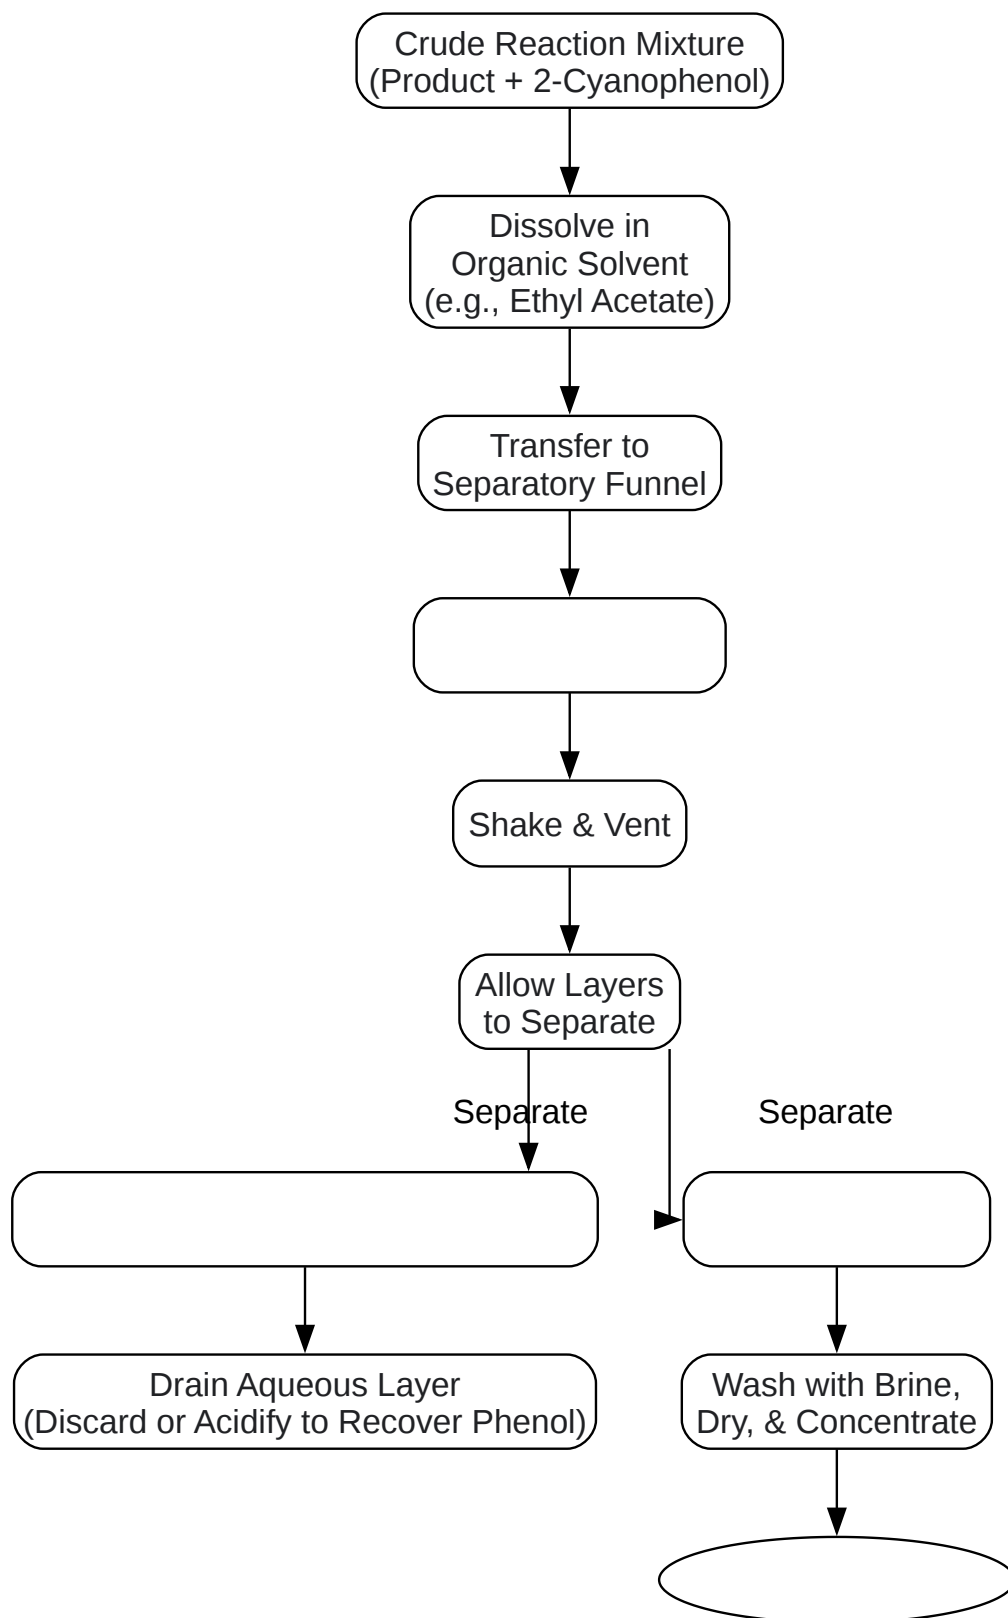 Crude Reaction Mixture
(Product + 2-Cyanophenol)
Dissolve in
Organic Solvent
(e.g., Ethyl Acetate)
Transfer to
Separatory Funnel
Shake & Vent
Allow Layers
to Separate
Separate
Separate
Drain Aqueous Layer
(Discard or Acidify to Recover Phenol)
Wash with Brine,
Dry, & Concentrate